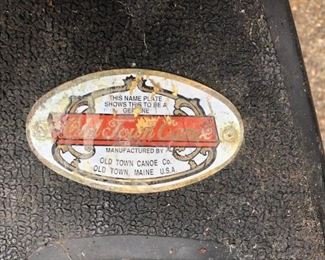 THIS NAME PLATE
SHOWS THIS TO BE A
GENUINE
Old Town Canoe
MANUFACTURED BY
OLD TOWN CANOE Co.
OLD TOWN, MAINE U.S.A.